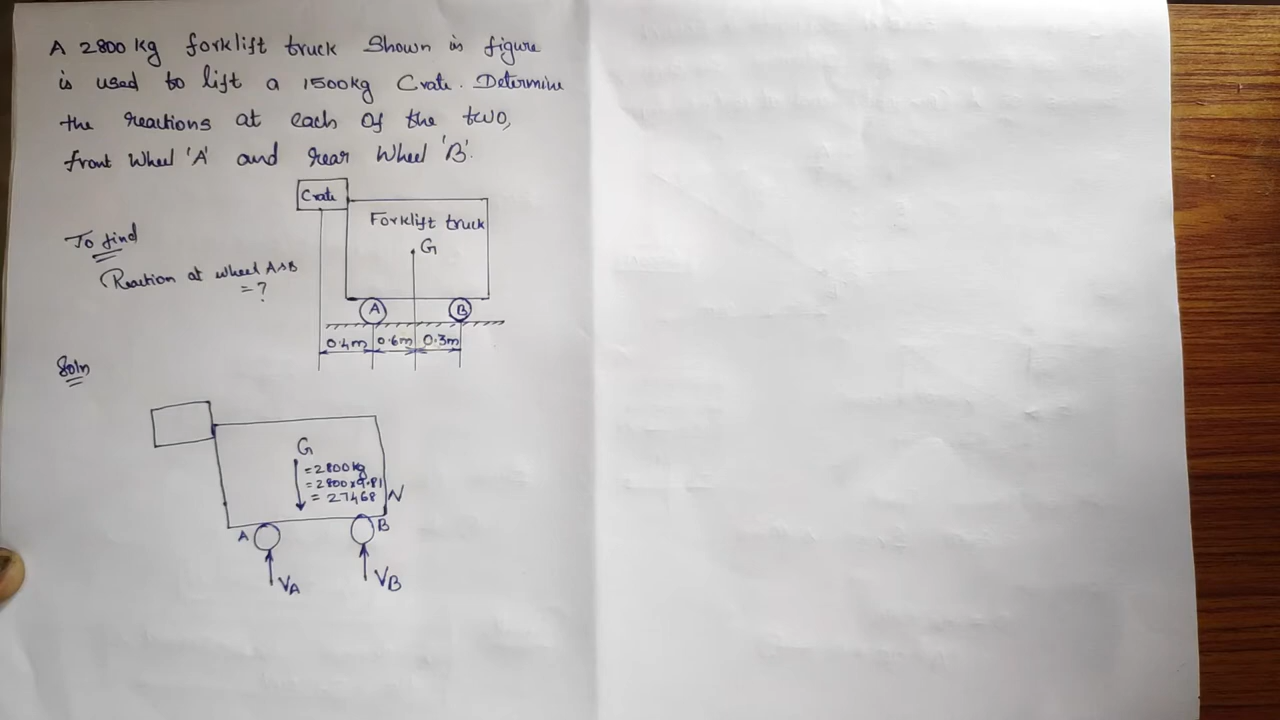 A 2800 kg forklift truck Shown in figure
is used to lift a 1500kg Crate. Determine
the reactions at each of the two,
front wheel 'A' and rear wheel 'B'.
Crate
Forklift truck
G
To find
Reaction at wheel A&B
= ?
A
B
0.4m 0.6m 0.3m
Soln
G
= 2800kg
= 2800x9.81
= 27468 N
A
B
VA
VB